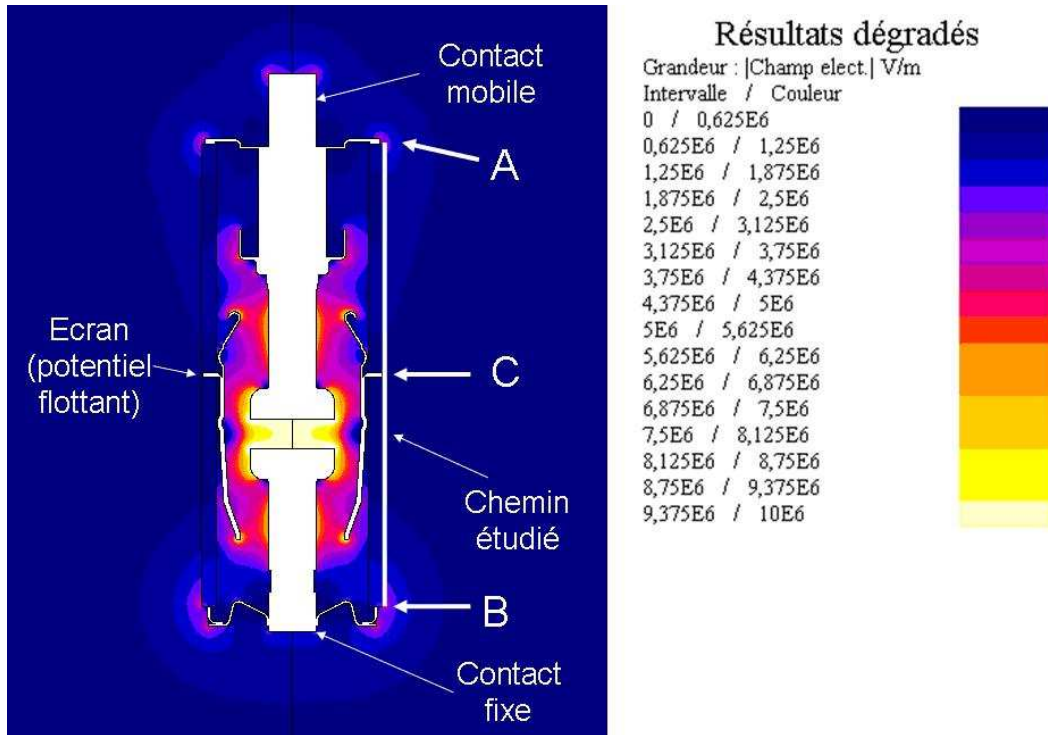 Contact
mobile
A
Ecran
(potentiel
flottant)
C
Chemin
étudié
B
Contact
fixe
Résultats dégradés
Grandeur : |Champ elect.| V/m
Intervalle / Couleur
0 / 0,625E6
0,625E6 / 1,25E6
1,25E6 / 1,875E6
1,875E6 / 2,5E6
2,5E6 / 3,125E6
3,125E6 / 3,75E6
3,75E6 / 4,375E6
4,375E6 / 5E6
5E6 / 5,625E6
5,625E6 / 6,25E6
6,25E6 / 6,875E6
6,875E6 / 7,5E6
7,5E6 / 8,125E6
8,125E6 / 8,75E6
8,75E6 / 9,375E6
9,375E6 / 10E6